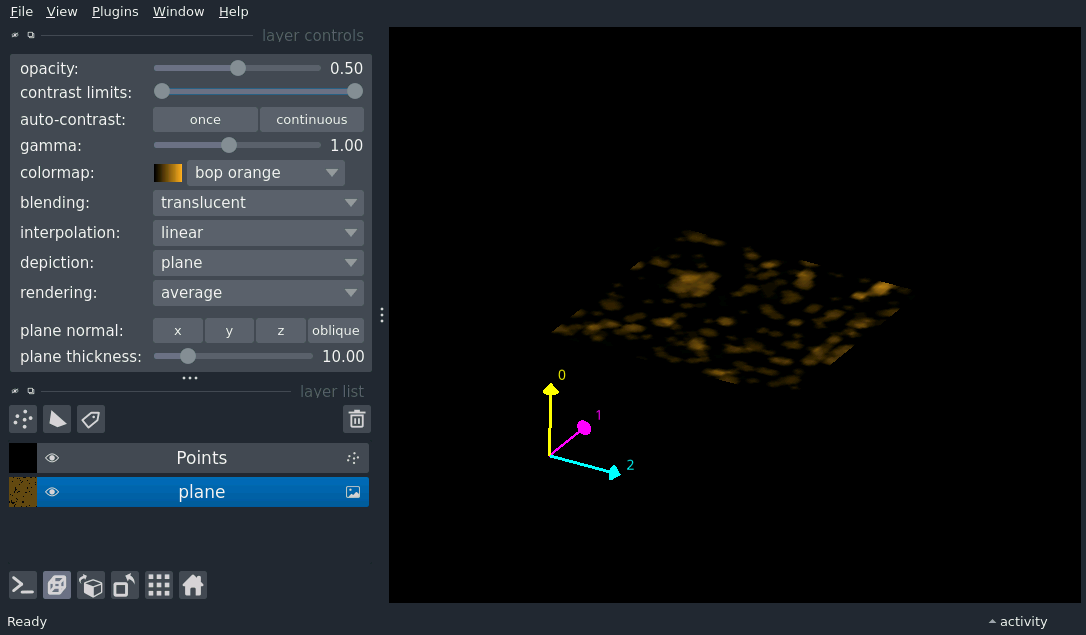 File View Plugins Window Help
layer controls
opacity: 0.50
contrast limits:
auto-contrast: once continuous
gamma: 1.00
colormap: bop orange
blending: translucent
interpolation: linear
depiction: plane
rendering: average
plane normal: x y z oblique
plane thickness: 10.00
layer list
Points
plane
0
1
2
Ready
activity